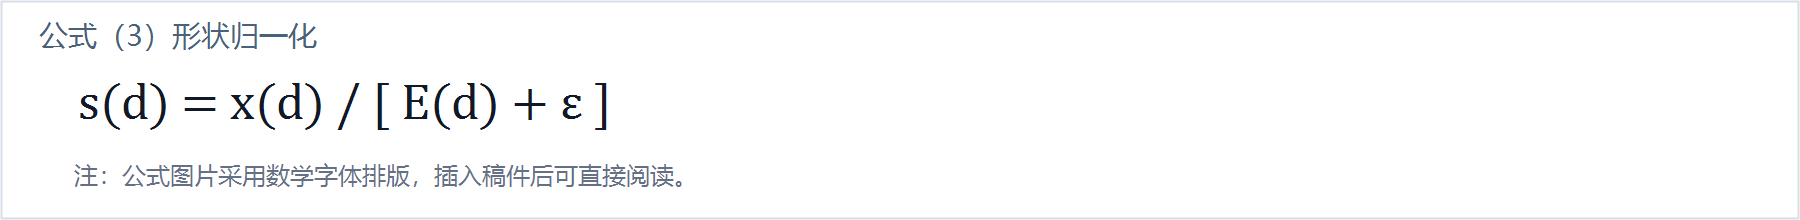 公式（3）形状归一化
s(d) = x(d) / [ E(d) + ε ]
注：公式图片采用数学字体排版，插入稿件后可直接阅读。